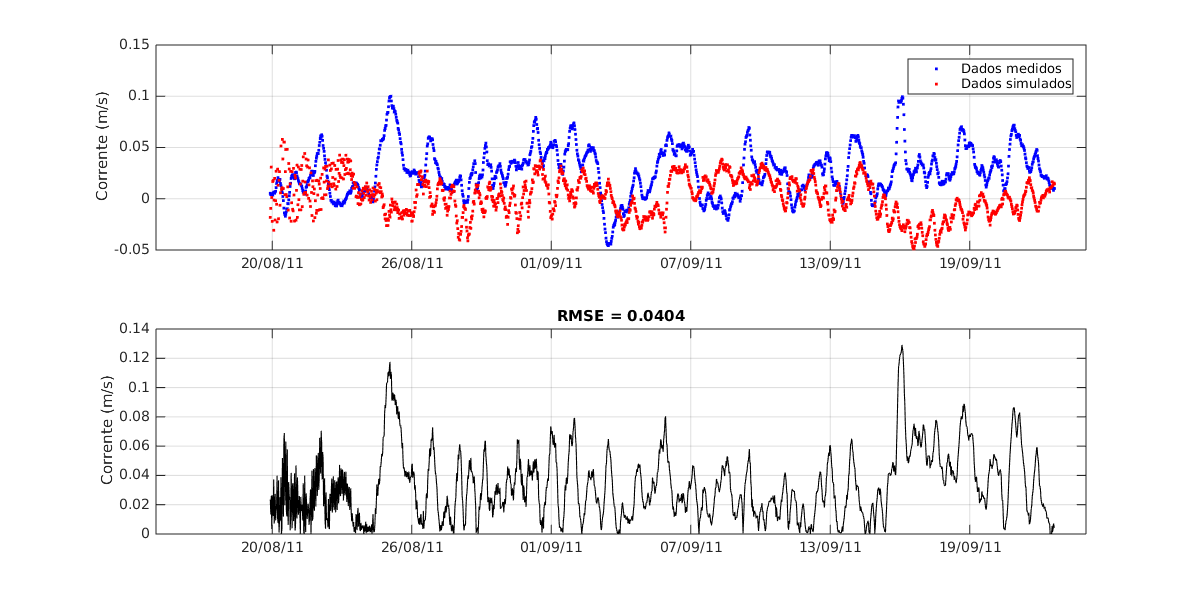 0.15
0.1
0.05
0
-0.05
Corrente (m/s)
Dados medidos
Dados simulados
20/08/11 26/08/11 01/09/11 07/09/11 13/09/11 19/09/11
RMSE = 0.0404
0.14
0.12
0.1
0.08
0.06
0.04
0.02
0
Corrente (m/s)
20/08/11 26/08/11 01/09/11 07/09/11 13/09/11 19/09/11